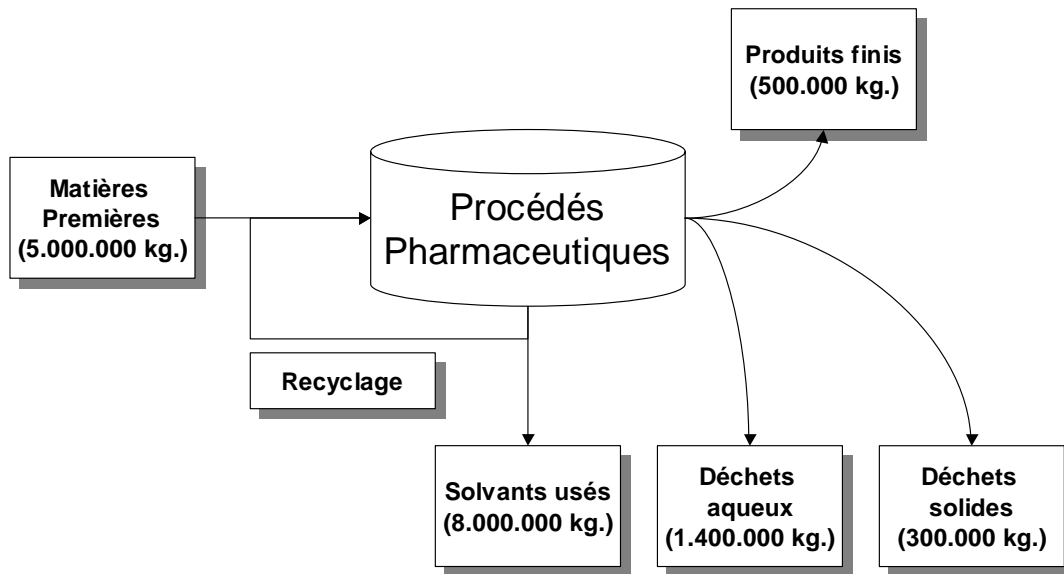 Produits finis
(500.000 kg.)
Matières
Premières
(5.000.000 kg.)
Procédés
Pharmaceutiques
Recyclage
Solvants usés
(8.000.000 kg.)
Déchets
aqueux
(1.400.000 kg.)
Déchets
solides
(300.000 kg.)